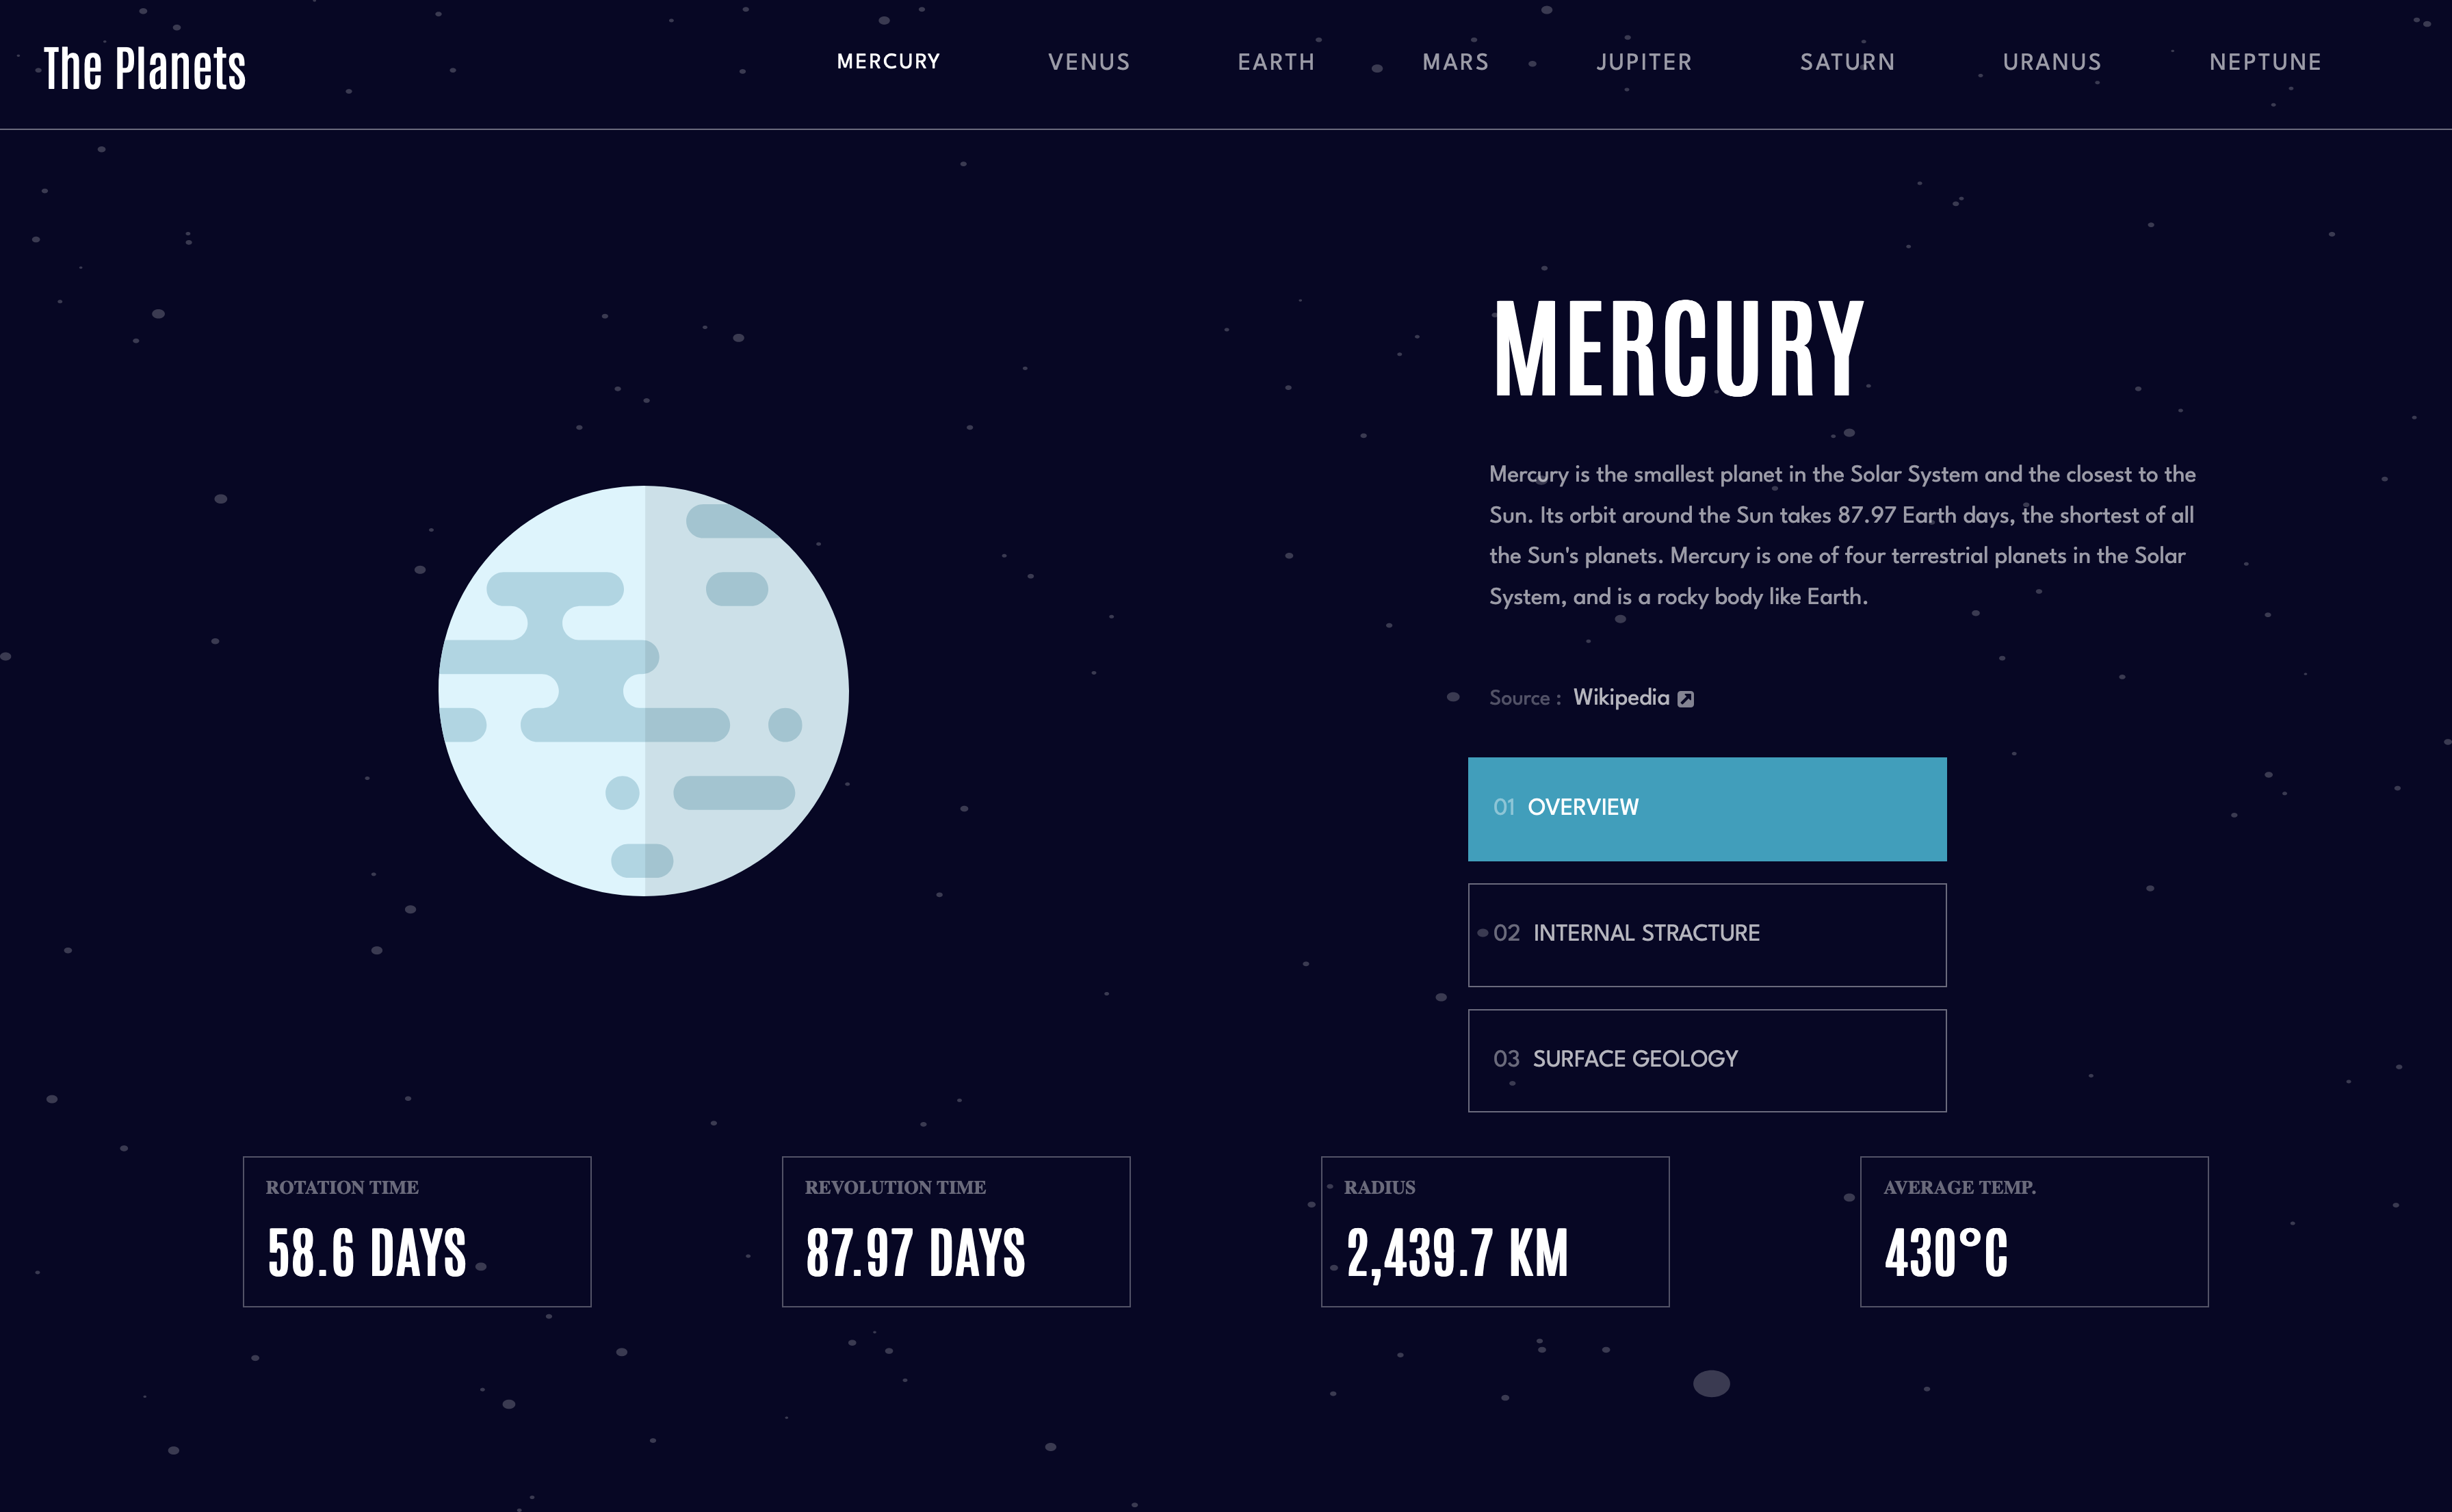 The Planets
MERCURY
VENUS
EARTH
MARS
JUPITER
SATURN
URANUS
NEPTUNE
MERCURY
Mercury is the smallest planet in the Solar System and the closest to the
Sun. Its orbit around the Sun takes 87.97 Earth days, the shortest of all
the Sun's planets. Mercury is one of four terrestrial planets in the Solar
System, and is a rocky body like Earth.
Source : Wikipedia
01 OVERVIEW
02 INTERNAL STRACTURE
03 SURFACE GEOLOGY
ROTATION TIME
58.6 DAYS
REVOLUTION TIME
87.97 DAYS
RADIUS
2,439.7 KM
AVERAGE TEMP.
430°C